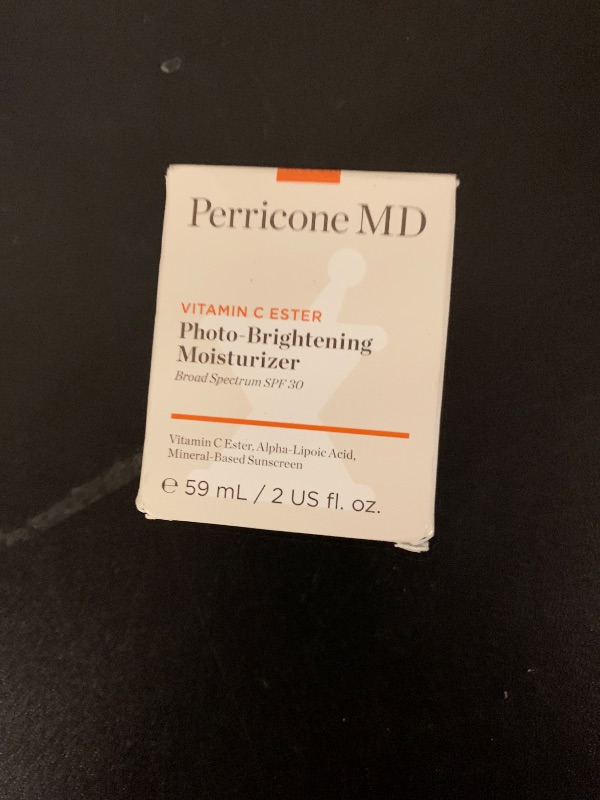 Perricone MD
VITAMIN C ESTER
Photo-Brightening
Moisturizer
Broad Spectrum SPF 30
Vitamin C Ester, Alpha-Lipoic Acid,
Mineral-Based Sunscreen
℮ 59 mL / 2 US fl. oz.